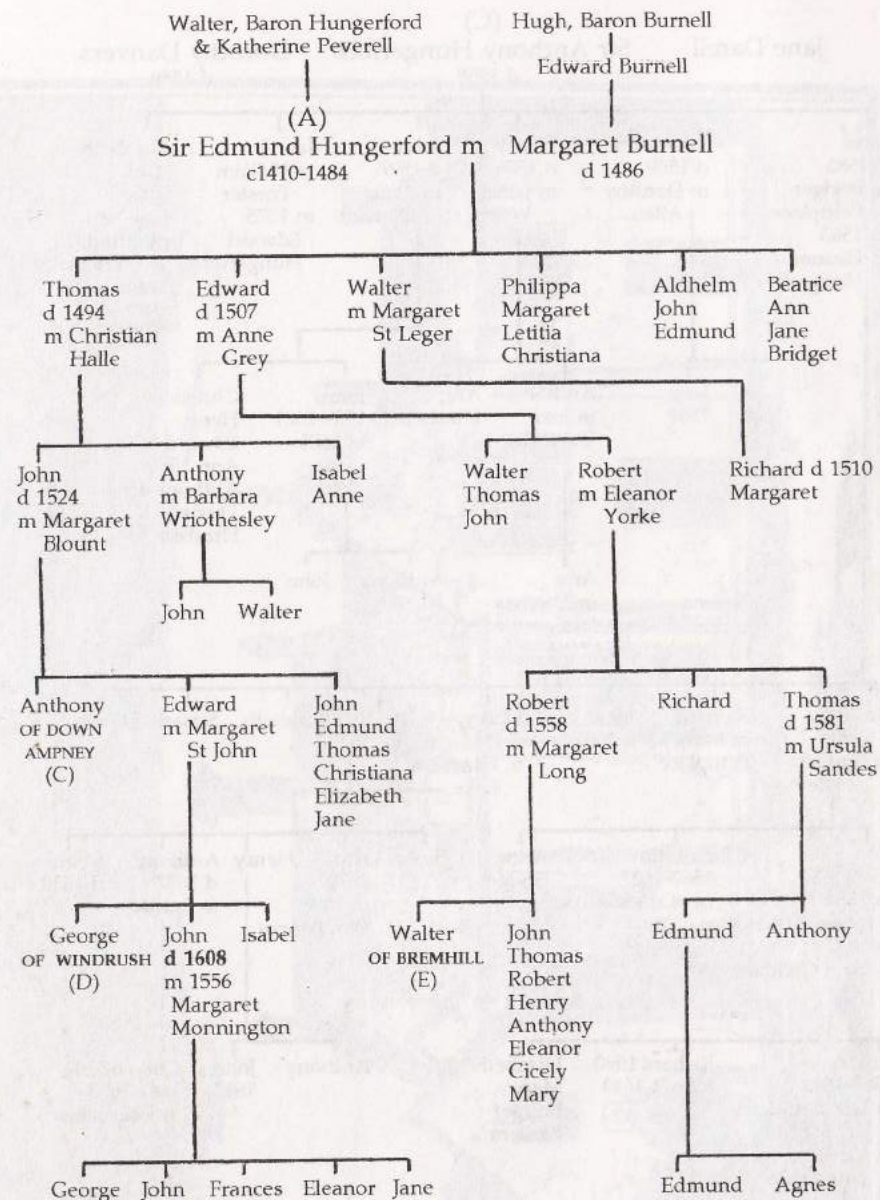 Walter, Baron Hungerford
& Katherine Peverell
Hugh, Baron Burnell
Edward Burnell
(A)
Sir Edmund Hungerford m Margaret Burnell
c1410-1484
d 1486
Thomas
d 1494
m Christian
Halle
Edward
d 1507
m Anne
Grey
Walter
m Margaret
St Leger
Philippa
Margaret
Letitia
Christiana
Aldhelm
John
Edmund
Beatrice
Ann
Jane
Bridget
John
d 1524
m Margaret
Blount
Anthony
m Barbara
Wriothesley
Isabel
Anne
Walter
Thomas
John
Robert
m Eleanor
Yorke
Richard d 1510
Margaret
John
Walter
Anthony
OF DOWN
AMPNEY
(C)
Edward
m Margaret
St John
John
Edmund
Thomas
Christiana
Elizabeth
Jane
Robert
d 1558
m Margaret
Long
Richard
Thomas
d 1581
m Ursula
Sandes
George
OF WINDRUSH
(D)
John
d 1608
m 1556
Margaret
Monnington
Isabel
Walter
OF BREMHILL
(E)
John
Thomas
Robert
Henry
Anthony
Eleanor
Cicely
Mary
Edmund
Anthony
George
John
Frances
Eleanor
Jane
Edmund
Agnes